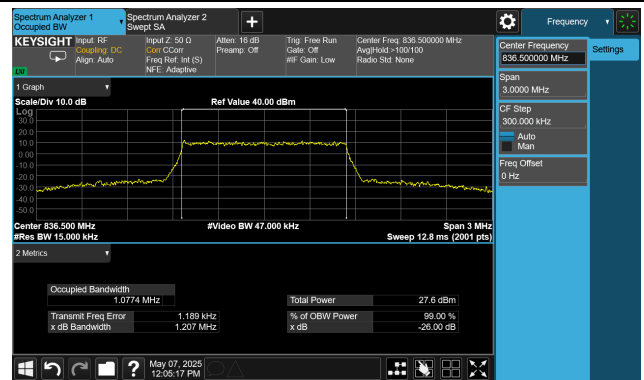 Spectrum Analyzer 1
Occupied BW
Spectrum Analyzer 2
Swept SA
Frequency
KEYSIGHT
Input: RF
Coupling: DC
Align: Auto
Input Z: 50 Ω
Corr CCorr
Freq Ref: Int (S)
NFE: Adaptive
Atten: 16 dB
Preamp: Off
Trig: Free Run
Gate: Off
#IF Gain: Low
Center Freq: 836.500000 MHz
Avg|Hold:>100/100
Radio Std: None
Center Frequency
836.500000 MHz
Settings
Span
3.0000 MHz
CF Step
300.000 kHz
Auto
Man
Freq Offset
0 Hz
1 Graph
Scale/Div 10.0 dB
Ref Value 40.00 dBm
Log
30.0
20.0
10.0
0.00
-10.0
-20.0
-30.0
-40.0
-50.0
Center 836.500 MHz
#Video BW 47.000 kHz
Span 3 MHz
#Res BW 15.000 kHz
Sweep 12.8 ms (2001 pts)
2 Metrics
Occupied Bandwidth
1.0774 MHz
Total Power
27.6 dBm
Transmit Freq Error
1.189 kHz
% of OBW Power
99.00 %
x dB Bandwidth
1.207 MHz
x dB
-26.00 dB
?
May 07, 2025
12:05:17 PM